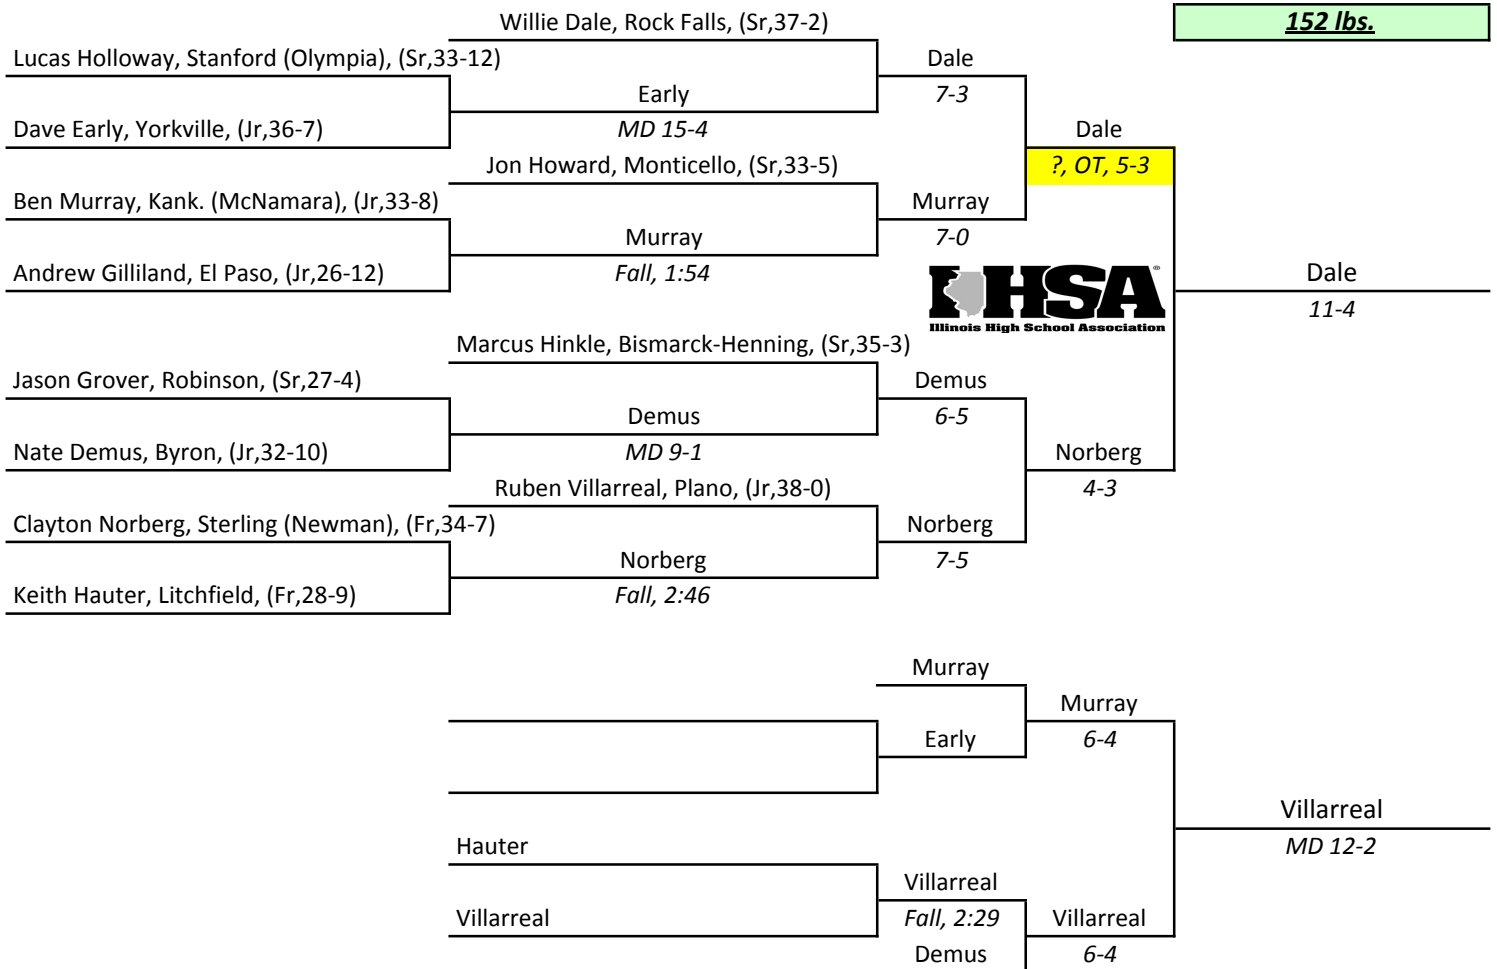 Willie Dale, Rock Falls, (Sr,37-2)
152 lbs.
Lucas Holloway, Stanford (Olympia), (Sr,33-12)
Dale
Early
7-3
Dave Early, Yorkville, (Jr,36-7)
MD 15-4
Dale
Jon Howard, Monticello, (Sr,33-5)
?, OT, 5-3
Ben Murray, Kank. (McNamara), (Jr,33-8)
Murray
Murray
7-0
Andrew Gilliland, El Paso, (Jr,26-12)
Fall, 1:54
IHSA
®
Illinois High School Association
Dale
11-4
Marcus Hinkle, Bismarck-Henning, (Sr,35-3)
Jason Grover, Robinson, (Sr,27-4)
Demus
Demus
6-5
Nate Demus, Byron, (Jr,32-10)
MD 9-1
Norberg
Ruben Villarreal, Plano, (Jr,38-0)
4-3
Clayton Norberg, Sterling (Newman), (Fr,34-7)
Norberg
Norberg
7-5
Keith Hauter, Litchfield, (Fr,28-9)
Fall, 2:46
Murray
Murray
Early
6-4
Villarreal
Hauter
MD 12-2
Villarreal
Villarreal
Fall, 2:29
Villarreal
Demus
6-4